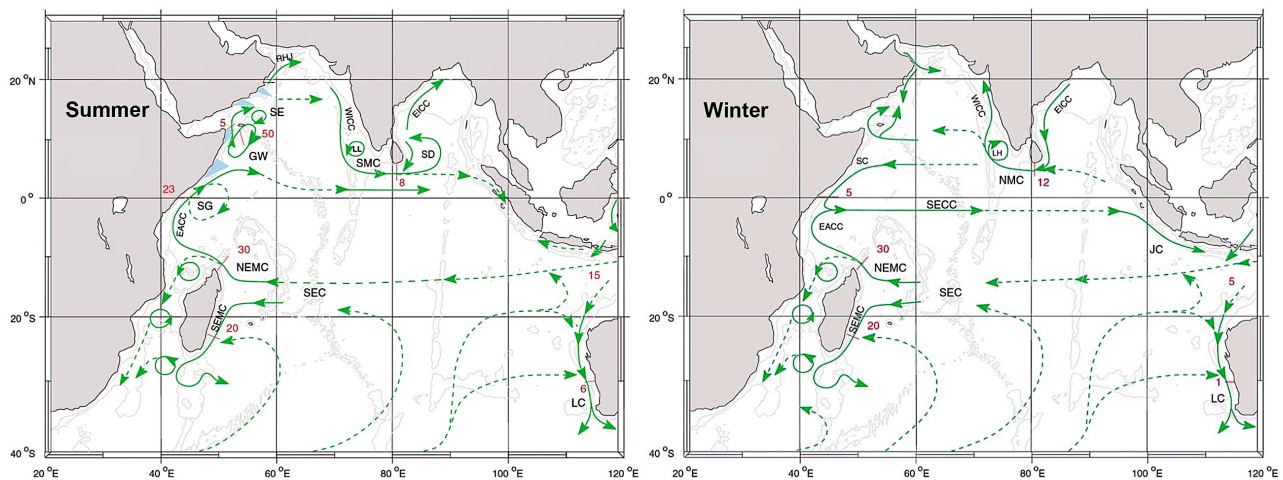 Summer
20 °N
0 °
20 °S
40 °S
20 °E
40 °E
60 °E
80 °E
100 °E
120 °E
RHJ
SE
5
50
GW
WICC
EICC
LL
SMC
SD
8
23
SG
EACC
30
NEMC
15
SEC
SEMC
20
6
LC
Winter
20 °N
0 °
20 °S
40 °S
20 °E
40 °E
60 °E
80 °E
100 °E
120 °E
WICC
EICC
LH
SC
NMC
12
5
SECC
EACC
JC
30
NEMC
5
SEC
SEMC
20
1
LC